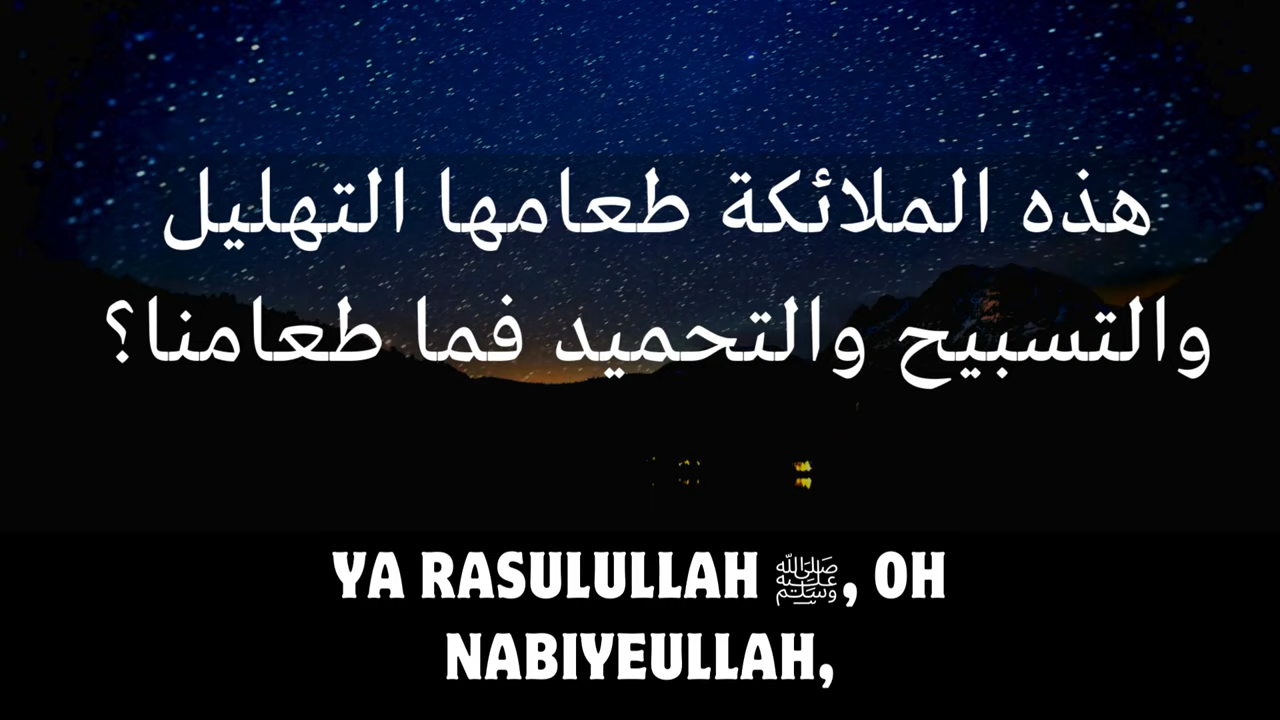 هذه الملائكة طعامها التهليل
والتسبيح والتحميد فما طعامنا؟
YA RASULULLAH ﷺ, OH
NABIYEULLAH,